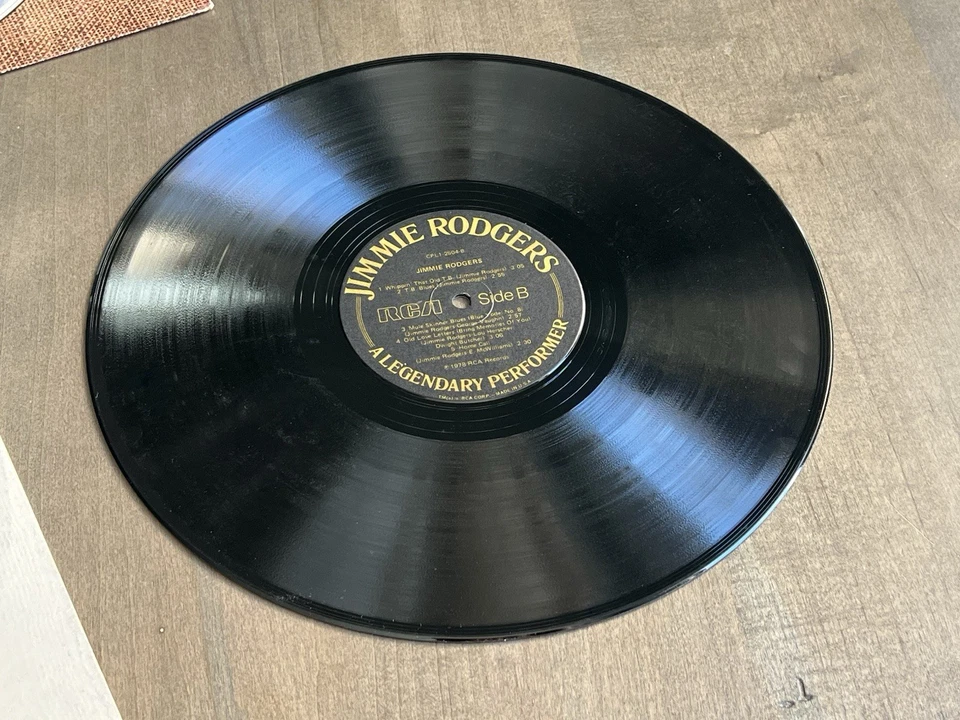 JIMMIE RODGERS
CPL1-2504-B
JIMMIE RODGERS
1. Whippin' That Old T.B. (Jimmie Rodgers) 3:05
2. T.B. Blues (Jimmie Rodgers) 2:55
RCA Side B
3. Mule Skinner Blues (Blue Yodel No. 8)
(Jimmie Rodgers-George Vaughn) 2:57
4. Old Love Letters (Bring Memories Of You)
(Jimmie Rodgers-Lou Herscher-
Dwight Butcher) 3:06
5. Home Call
(Jimmie Rodgers-E. McWilliams) 2:30
℗ 1978 RCA Records
A LEGENDARY PERFORMER
RCA CORP. - MADE IN U.S.A.